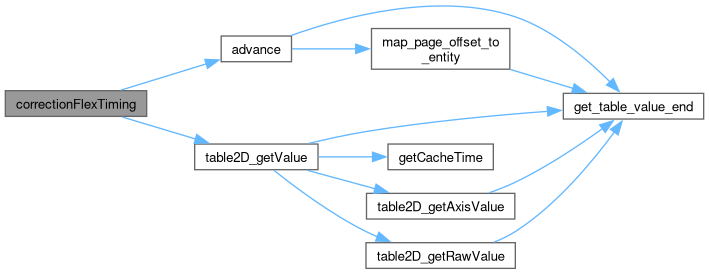 correctionFlexTiming
advance
map_page_offset_to
_entity
get_table_value_end
table2D_getValue
getCacheTime
table2D_getAxisValue
table2D_getRawValue